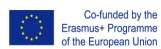 Co-funded by the
Erasmus+ Programme
of the European Union